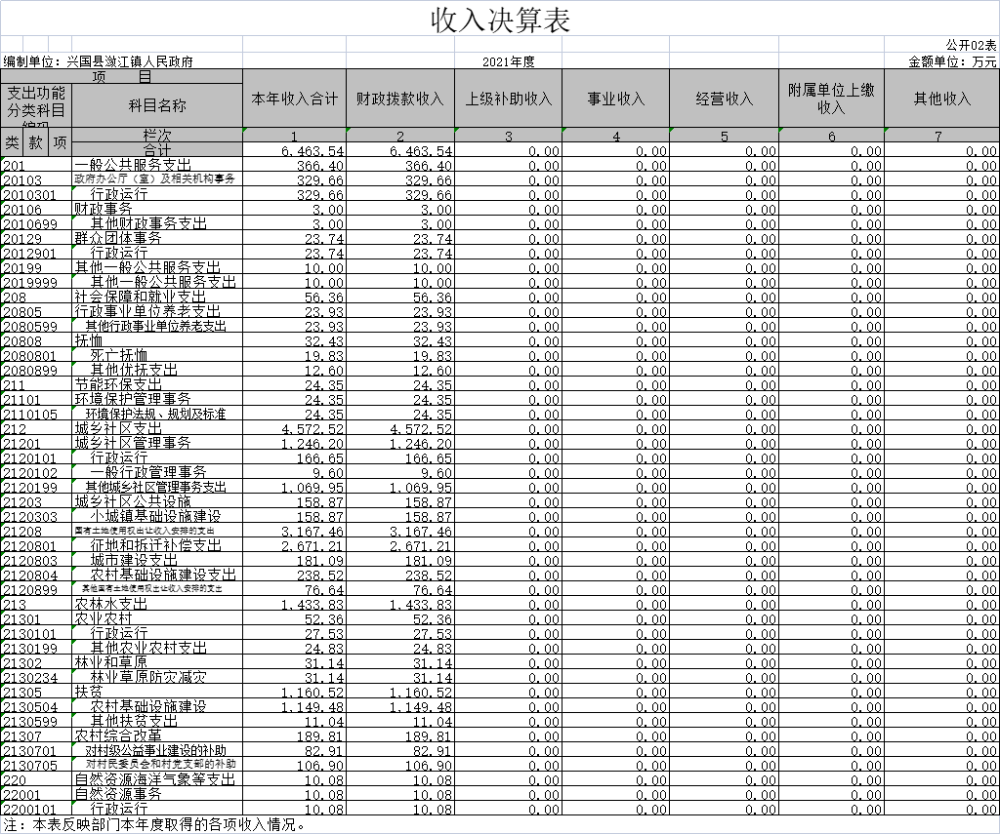 收入决算表
公开02表
编制单位：兴国县潋江镇人民政府 2021年度 金额单位：万元
项 目 本年收入合计 财政拨款收入 上级补助收入 事业收入 经营收入 附属单位上缴收入 其他收入
支出功能分类科目编码 科目名称
类 款 项 栏次 1 2 3 4 5 6 7
合计 6,463.54 6,463.54 0.00 0.00 0.00 0.00 0.00
201 一般公共服务支出 366.40 366.40 0.00 0.00 0.00 0.00 0.00
20103 政府办公厅（室）及相关机构事务 329.66 329.66 0.00 0.00 0.00 0.00 0.00
2010301 行政运行 329.66 329.66 0.00 0.00 0.00 0.00 0.00
20106 财政事务 3.00 3.00 0.00 0.00 0.00 0.00 0.00
2010699 其他财政事务支出 3.00 3.00 0.00 0.00 0.00 0.00 0.00
20129 群众团体事务 23.74 23.74 0.00 0.00 0.00 0.00 0.00
2012901 行政运行 23.74 23.74 0.00 0.00 0.00 0.00 0.00
20199 其他一般公共服务支出 10.00 10.00 0.00 0.00 0.00 0.00 0.00
2019999 其他一般公共服务支出 10.00 10.00 0.00 0.00 0.00 0.00 0.00
208 社会保障和就业支出 56.36 56.36 0.00 0.00 0.00 0.00 0.00
20805 行政事业单位养老支出 23.93 23.93 0.00 0.00 0.00 0.00 0.00
2080599 其他行政事业单位养老支出 23.93 23.93 0.00 0.00 0.00 0.00 0.00
20808 抚恤 32.43 32.43 0.00 0.00 0.00 0.00 0.00
2080801 死亡抚恤 19.83 19.83 0.00 0.00 0.00 0.00 0.00
2080899 其他优抚支出 12.60 12.60 0.00 0.00 0.00 0.00 0.00
211 节能环保支出 24.35 24.35 0.00 0.00 0.00 0.00 0.00
21101 环境保护管理事务 24.35 24.35 0.00 0.00 0.00 0.00 0.00
2110105 环境保护法规、规划及标准 24.35 24.35 0.00 0.00 0.00 0.00 0.00
212 城乡社区支出 4,572.52 4,572.52 0.00 0.00 0.00 0.00 0.00
21201 城乡社区管理事务 1,246.20 1,246.20 0.00 0.00 0.00 0.00 0.00
2120101 行政运行 166.65 166.65 0.00 0.00 0.00 0.00 0.00
2120102 一般行政管理事务 9.60 9.60 0.00 0.00 0.00 0.00 0.00
2120199 其他城乡社区管理事务支出 1,069.95 1,069.95 0.00 0.00 0.00 0.00 0.00
21203 城乡社区公共设施 158.87 158.87 0.00 0.00 0.00 0.00 0.00
2120303 小城镇基础设施建设 158.87 158.87 0.00 0.00 0.00 0.00 0.00
21208 国有土地使用权出让收入安排的支出 3,167.46 3,167.46 0.00 0.00 0.00 0.00 0.00
2120801 征地和拆迁补偿支出 2,671.21 2,671.21 0.00 0.00 0.00 0.00 0.00
2120803 城市建设支出 181.09 181.09 0.00 0.00 0.00 0.00 0.00
2120804 农村基础设施建设支出 238.52 238.52 0.00 0.00 0.00 0.00 0.00
2120899 其他国有土地使用权出让收入安排的支出 76.64 76.64 0.00 0.00 0.00 0.00 0.00
213 农林水支出 1,433.83 1,433.83 0.00 0.00 0.00 0.00 0.00
21301 农业农村 52.36 52.36 0.00 0.00 0.00 0.00 0.00
2130101 行政运行 27.53 27.53 0.00 0.00 0.00 0.00 0.00
2130199 其他农业农村支出 24.83 24.83 0.00 0.00 0.00 0.00 0.00
21302 林业和草原 31.14 31.14 0.00 0.00 0.00 0.00 0.00
2130234 林业草原防灾减灾 31.14 31.14 0.00 0.00 0.00 0.00 0.00
21305 扶贫 1,160.52 1,160.52 0.00 0.00 0.00 0.00 0.00
2130504 农村基础设施建设 1,149.48 1,149.48 0.00 0.00 0.00 0.00 0.00
2130599 其他扶贫支出 11.04 11.04 0.00 0.00 0.00 0.00 0.00
21307 农村综合改革 189.81 189.81 0.00 0.00 0.00 0.00 0.00
2130701 对村级公益事业建设的补助 82.91 82.91 0.00 0.00 0.00 0.00 0.00
2130705 对村民委员会和村党支部的补助 106.90 106.90 0.00 0.00 0.00 0.00 0.00
220 自然资源海洋气象等支出 10.08 10.08 0.00 0.00 0.00 0.00 0.00
22001 自然资源事务 10.08 10.08 0.00 0.00 0.00 0.00 0.00
2200101 行政运行 10.08 10.08 0.00 0.00 0.00 0.00 0.00
注：本表反映部门本年度取得的各项收入情况。